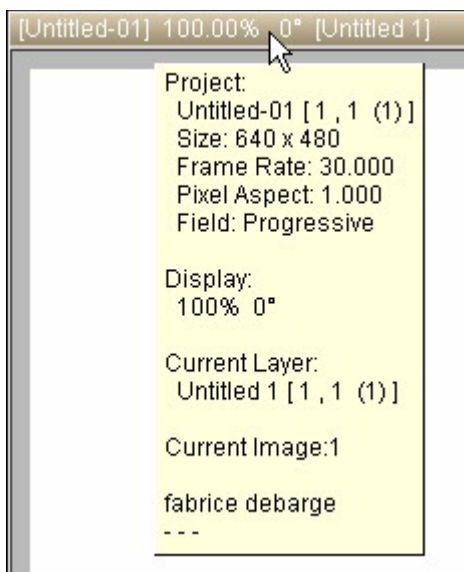 [Untitled-01] 100.00% 0° [Untitled 1]
Project:
Untitled-01 [ 1 , 1 (1) ]
Size: 640 x 480
Frame Rate: 30.000
Pixel Aspect: 1.000
Field: Progressive
Display:
100% 0°
Current Layer:
Untitled 1 [ 1 , 1 (1) ]
Current Image:1
fabrice debarge
- - -